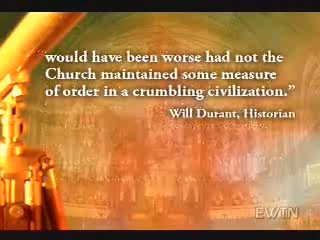 would have been worse had not the
Church maintained some measure
of order in a crumbling civilization.”
Will Durant, Historian
EWTN